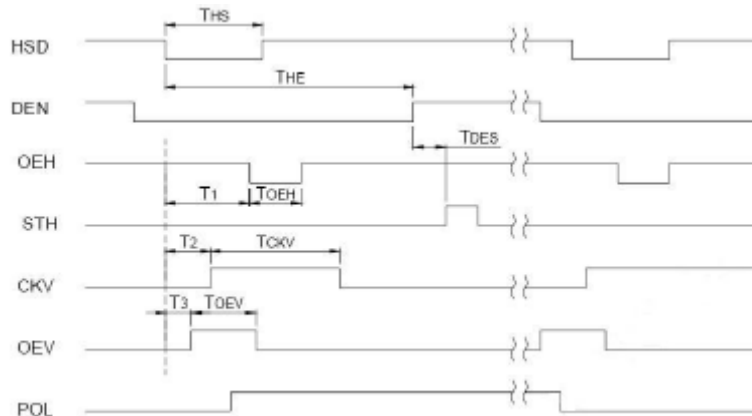 THS
HSD
THE
DEN
TDES
OEH
T1 TOEH
STH
T2 TCKV
CKV
T3 TOEV
OEV
POL